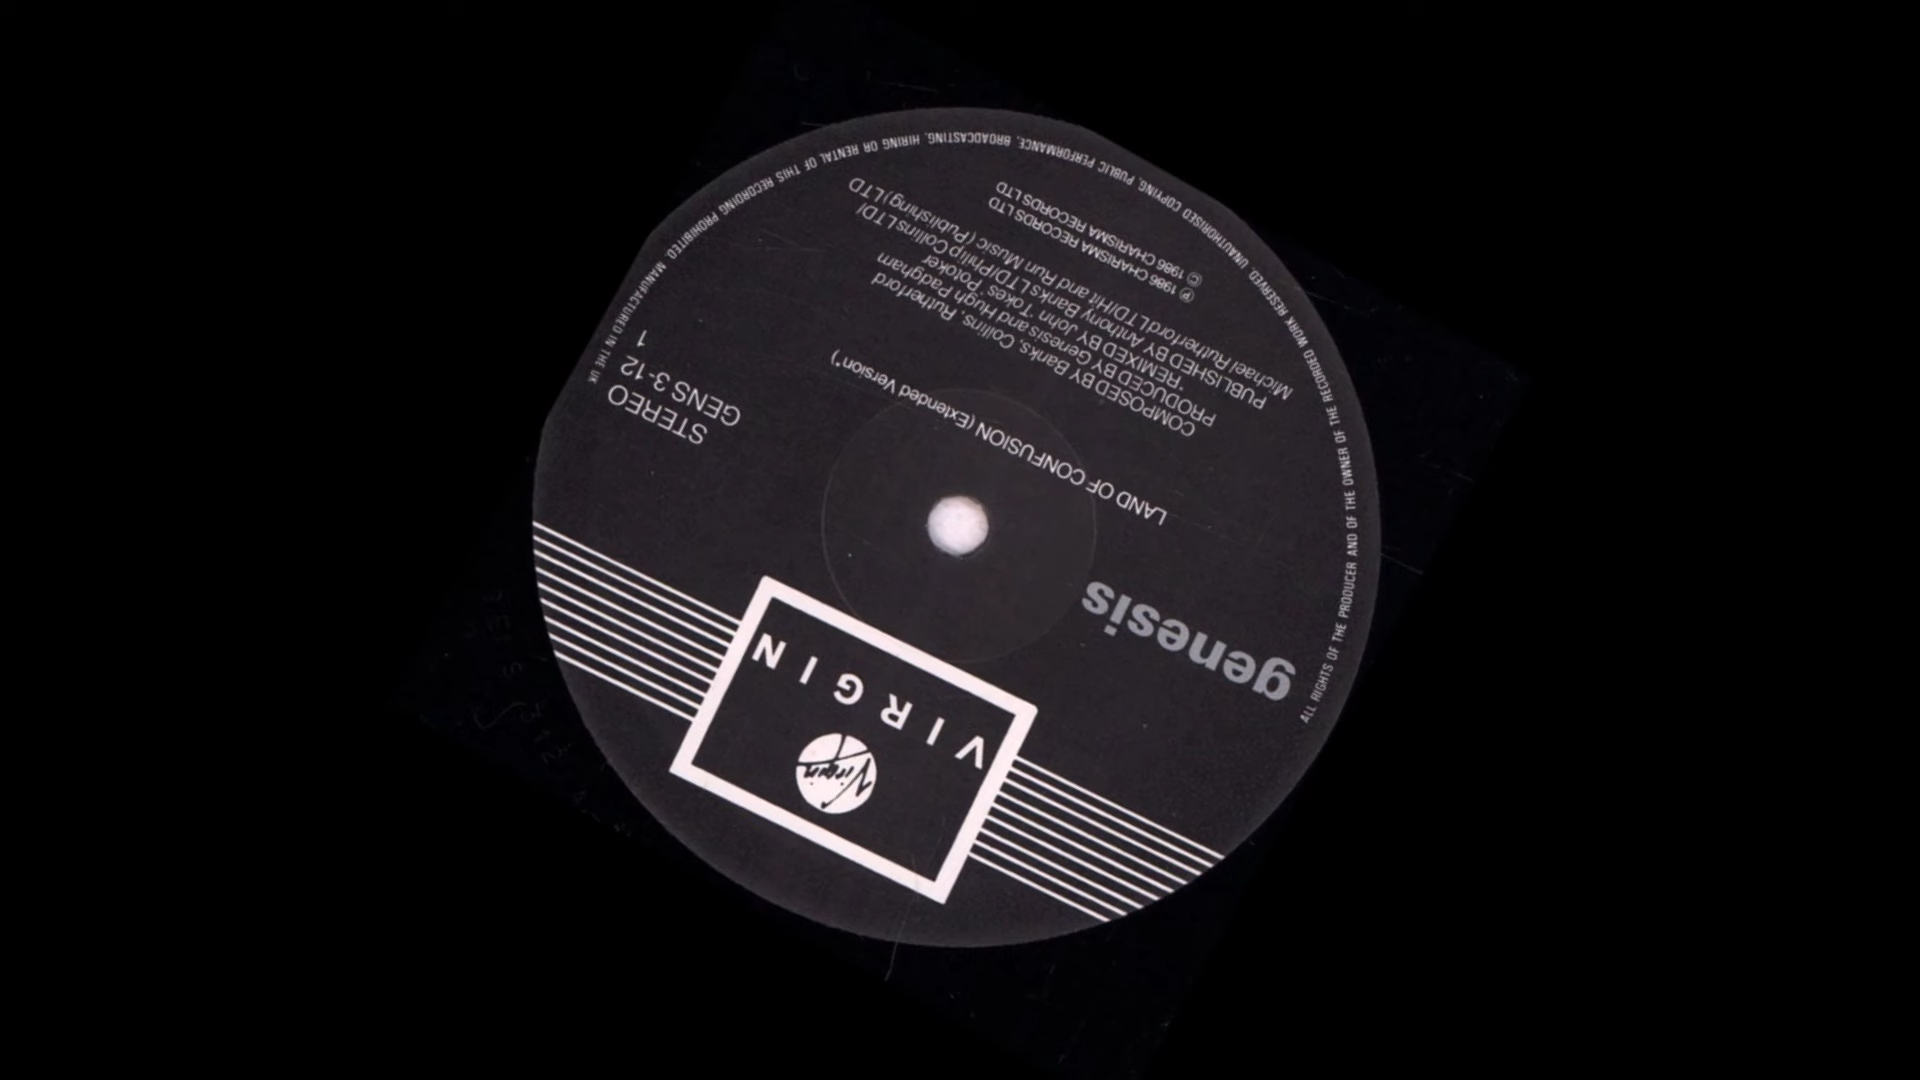 VIRGIN
Virgin
genesis
STEREO
GENS 3-12
1
LAND OF CONFUSION (Extended Version*)
COMPOSED BY Banks, Collins, Rutherford
PRODUCED BY Genesis and Hugh Padgham
*REMIXED BY John 'Tokes' Potoker
PUBLISHED BY Anthony Banks LTD/Philip Collins LTD/
Michael Rutherford LTD/Hit and Run Music (Publishing) LTD
℗ 1986 CHARISMA RECORDS LTD
© 1986 CHARISMA RECORDS LTD
ALL RIGHTS OF THE PRODUCER AND OF THE OWNER OF THE RECORDED WORK RESERVED. UNAUTHORISED COPYING, PUBLIC PERFORMANCE, BROADCASTING, HIRING OR RENTAL OF THIS RECORDING PROHIBITED. MANUFACTURED IN THE UK